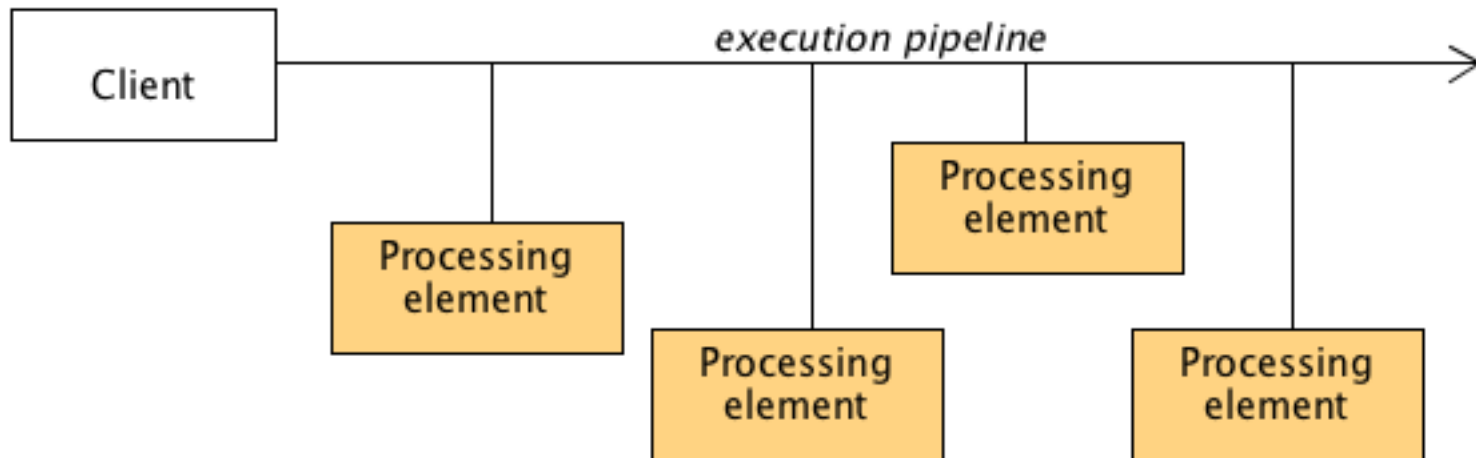 execution pipeline
Client
Processing
element
Processing
element
Processing
element
Processing
element